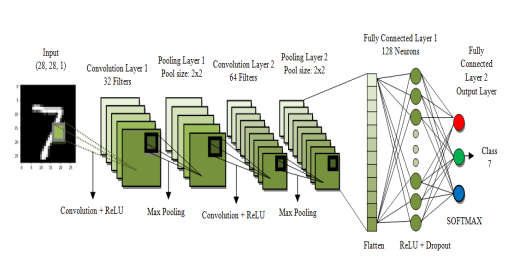 Input
(28, 28, 1)
Convolution Layer 1
32 Filters
Pooling Layer 1
Pool size: 2x2
Convolution Layer 2
64 Filters
Pooling Layer 2
Pool size: 2x2
Fully Connected Layer 1
128 Neurons
Fully
Connected
Layer 2
Output Layer
Class
7
Convolution + ReLU
Max Pooling
Convolution + ReLU
Max Pooling
SOFTMAX
Flatten
ReLU + Dropout